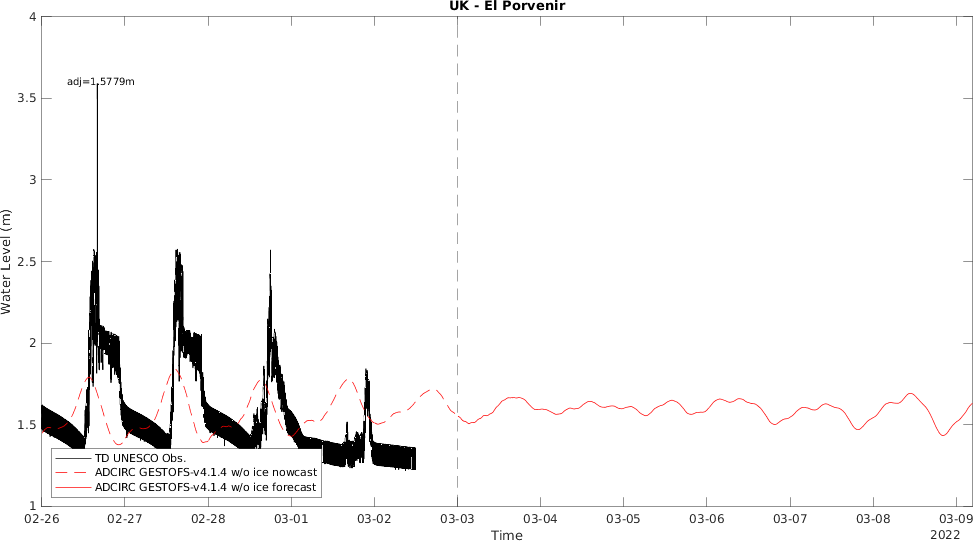 UK - El Porvenir
4
adj=1.5779m
3.5
3
2.5
Water Level (m)
2
1.5
TD UNESCO Obs.
ADCIRC GESTOFS-v4.1.4 w/o ice nowcast
ADCIRC GESTOFS-v4.1.4 w/o ice forecast
1
02-26 02-27 02-28 03-01 03-02 03-03 03-04 03-05 03-06 03-07 03-08 03-09
Time
2022